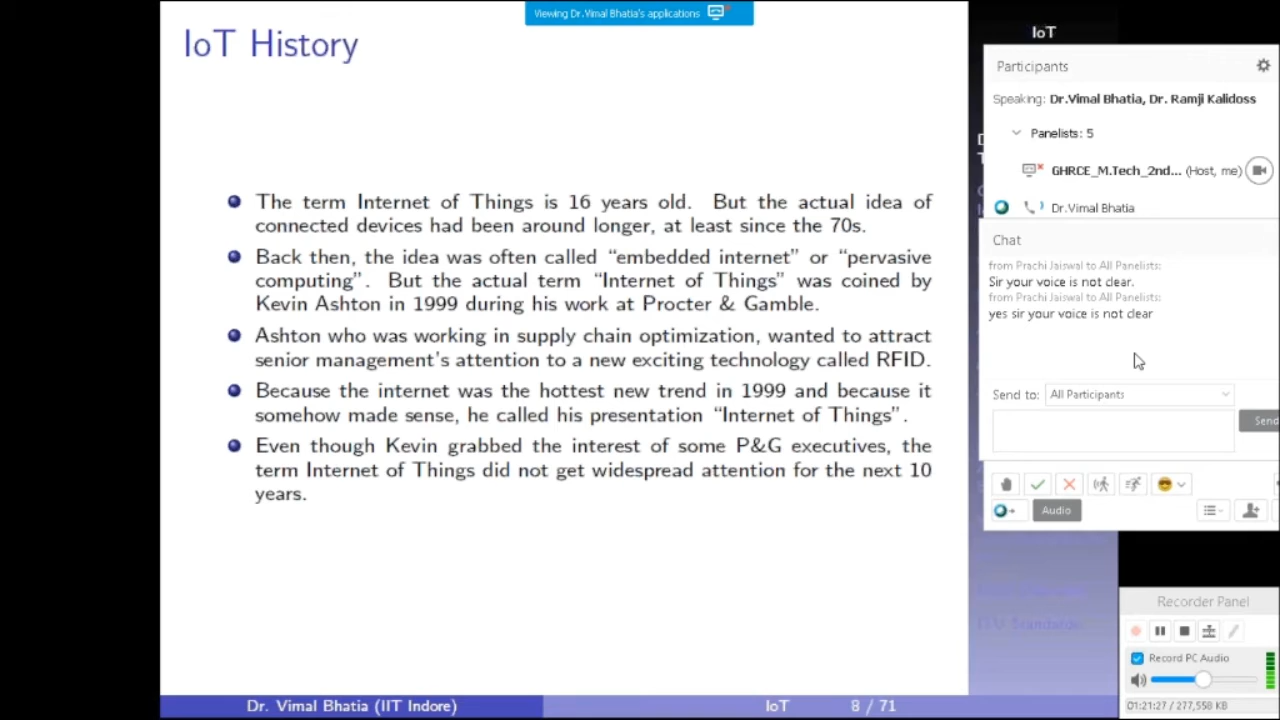 Viewing Dr.Vimal Bhatia's applications
IoT History
The term Internet of Things is 16 years old. But the actual idea of
connected devices had been around longer, at least since the 70s.
Back then, the idea was often called “embedded internet” or “pervasive
computing”. But the actual term “Internet of Things” was coined by
Kevin Ashton in 1999 during his work at Procter & Gamble.
Ashton who was working in supply chain optimization, wanted to attract
senior management's attention to a new exciting technology called RFID.
Because the internet was the hottest new trend in 1999 and because it
somehow made sense, he called his presentation “Internet of Things”.
Even though Kevin grabbed the interest of some P&G executives, the
term Internet of Things did not get widespread attention for the next 10
years.
Dr. Vimal Bhatia (IIT Indore)
IoT
8 / 71
IoT
Participants
Speaking: Dr.Vimal Bhatia, Dr. Ramji Kalidoss
Panelists: 5
GHRCE_M.Tech_2nd... (Host, me)
Dr.Vimal Bhatia
Chat
from Prachi Jaiswal to All Panelists:
Sir your voice is not clear.
from Prachi Jaiswal to All Panelists:
yes sir your voice is not clear
Send to: All Participants
Send
Audio
Recorder Panel
Record PC Audio
01:21:27 / 277,558 KB